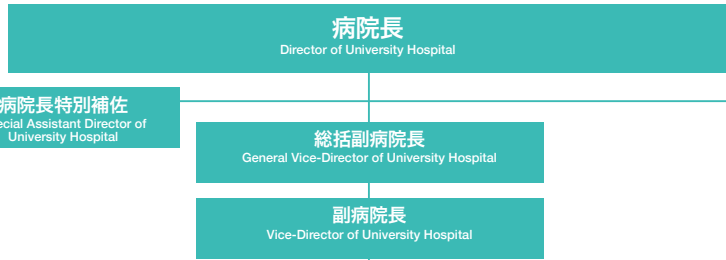 病院長
Director of University Hospital
病院長特別補佐
Assistant Director of
University Hospital
総括副病院長
General Vice-Director of University Hospital
副病院長
Vice-Director of University Hospital